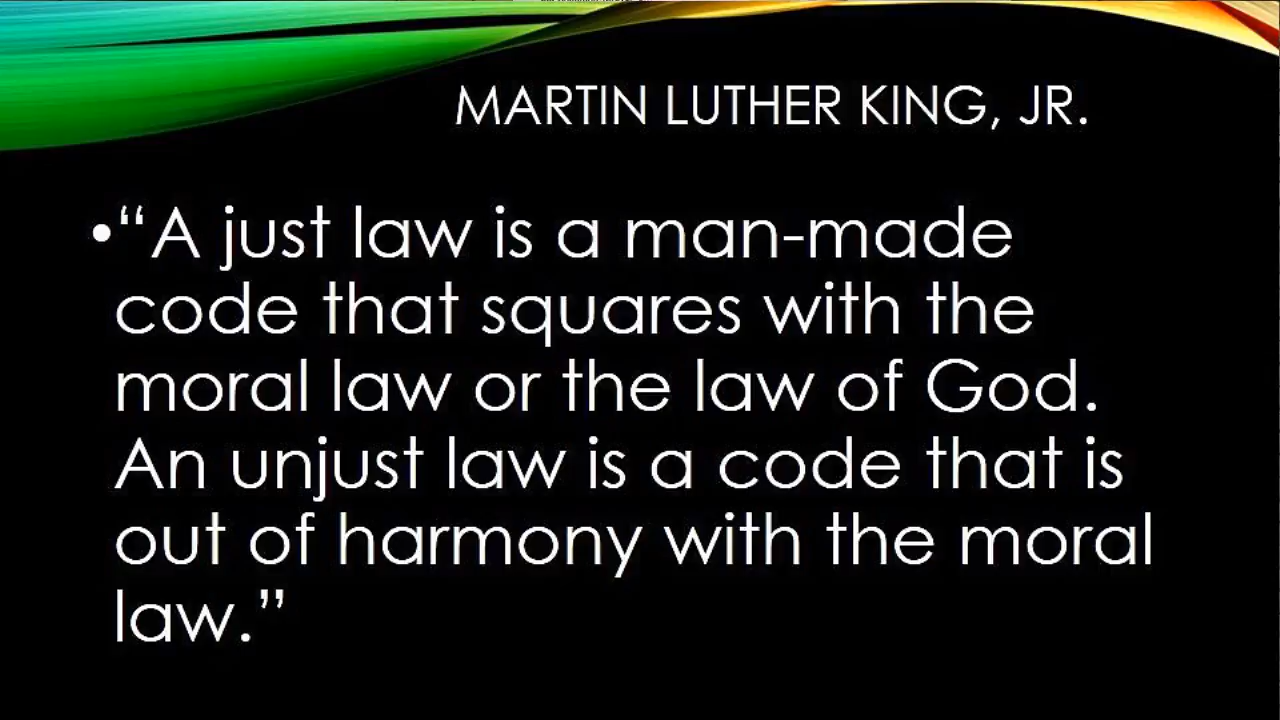 MARTIN LUTHER KING, JR.
•“A just law is a man-made
code that squares with the
moral law or the law of God.
An unjust law is a code that is
out of harmony with the moral
law.”